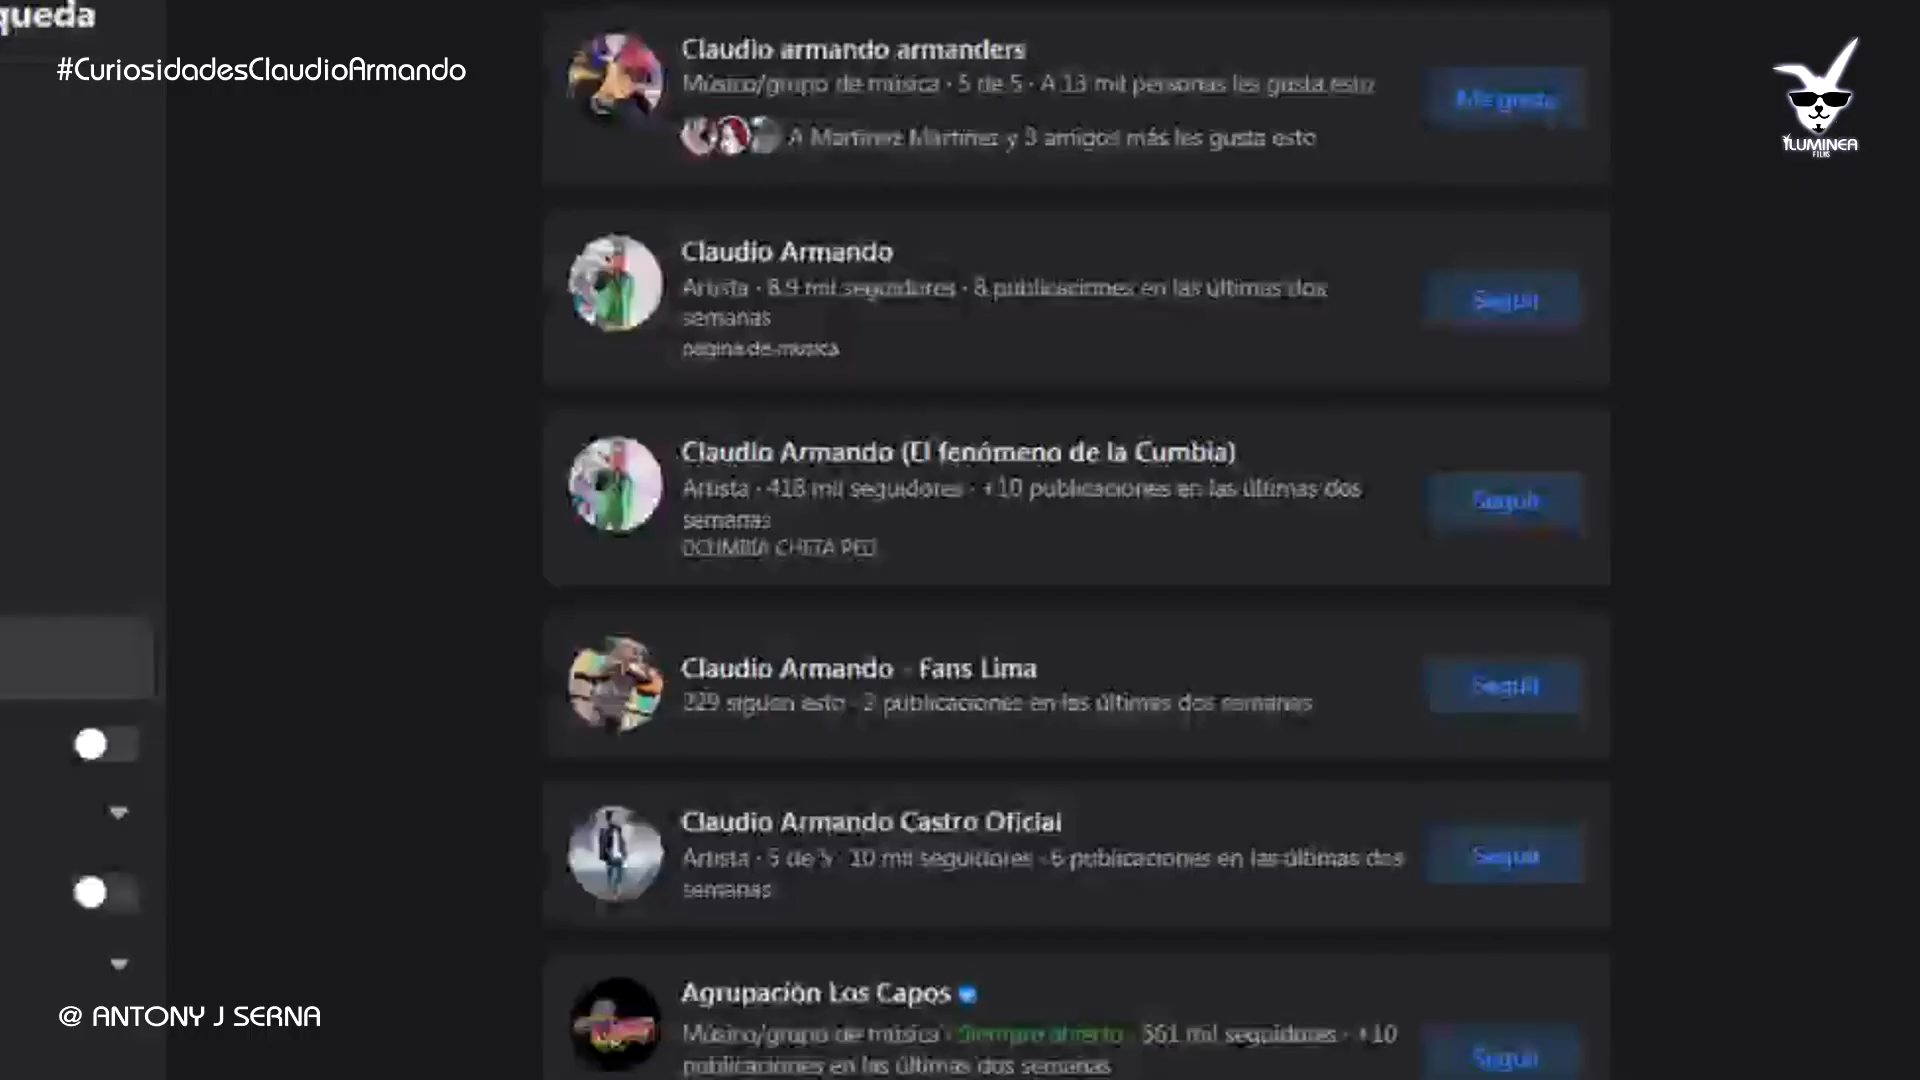 queda
#CuriosidadesClaudioArmando
ILUMINEA
FILMS
Claudio armando armanders
Músico/grupo de música · 5 de 5 · A 13 mil personas les gusta esto
Me gusta
A Martinez Martinez y 3 amigos más les gusta esto
Claudio Armando
Artista · 8,9 mil seguidores · 8 publicaciones en las últimas dos
semanas
pagina de musica
Seguir
Claudio Armando (El fenómeno de la Cumbia)
Artista · 418 mil seguidores · +10 publicaciones en las últimas dos
semanas
Seguir
Claudio Armando - Fans Lima
229 siguen esto · 2 publicaciones en las últimas dos semanas
Seguir
Claudio Armando Castro Oficial
Artista · 5 de 5 · 10 mil seguidores · 6 publicaciones en las últimas dos
semanas
Seguir
Agrupación Los Capos
Músico/grupo de música · Siempre abierto · 561 mil seguidores · +10
publicaciones en las últimas dos semanas
Seguir
@ ANTONY J SERNA